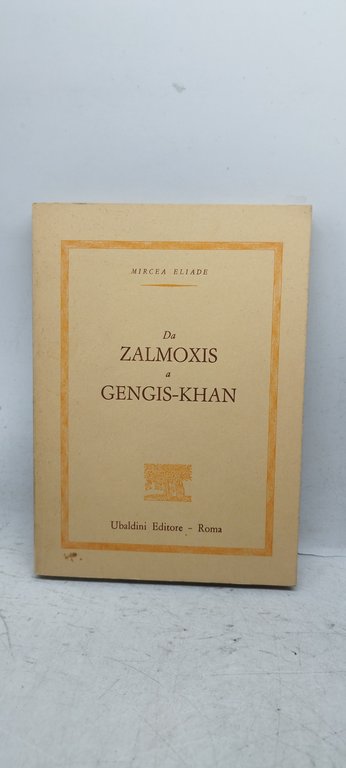 MIRCEA ELIADE
Da
ZALMOXIS
a
GENGIS-KHAN
Ubaldini Editore - Roma